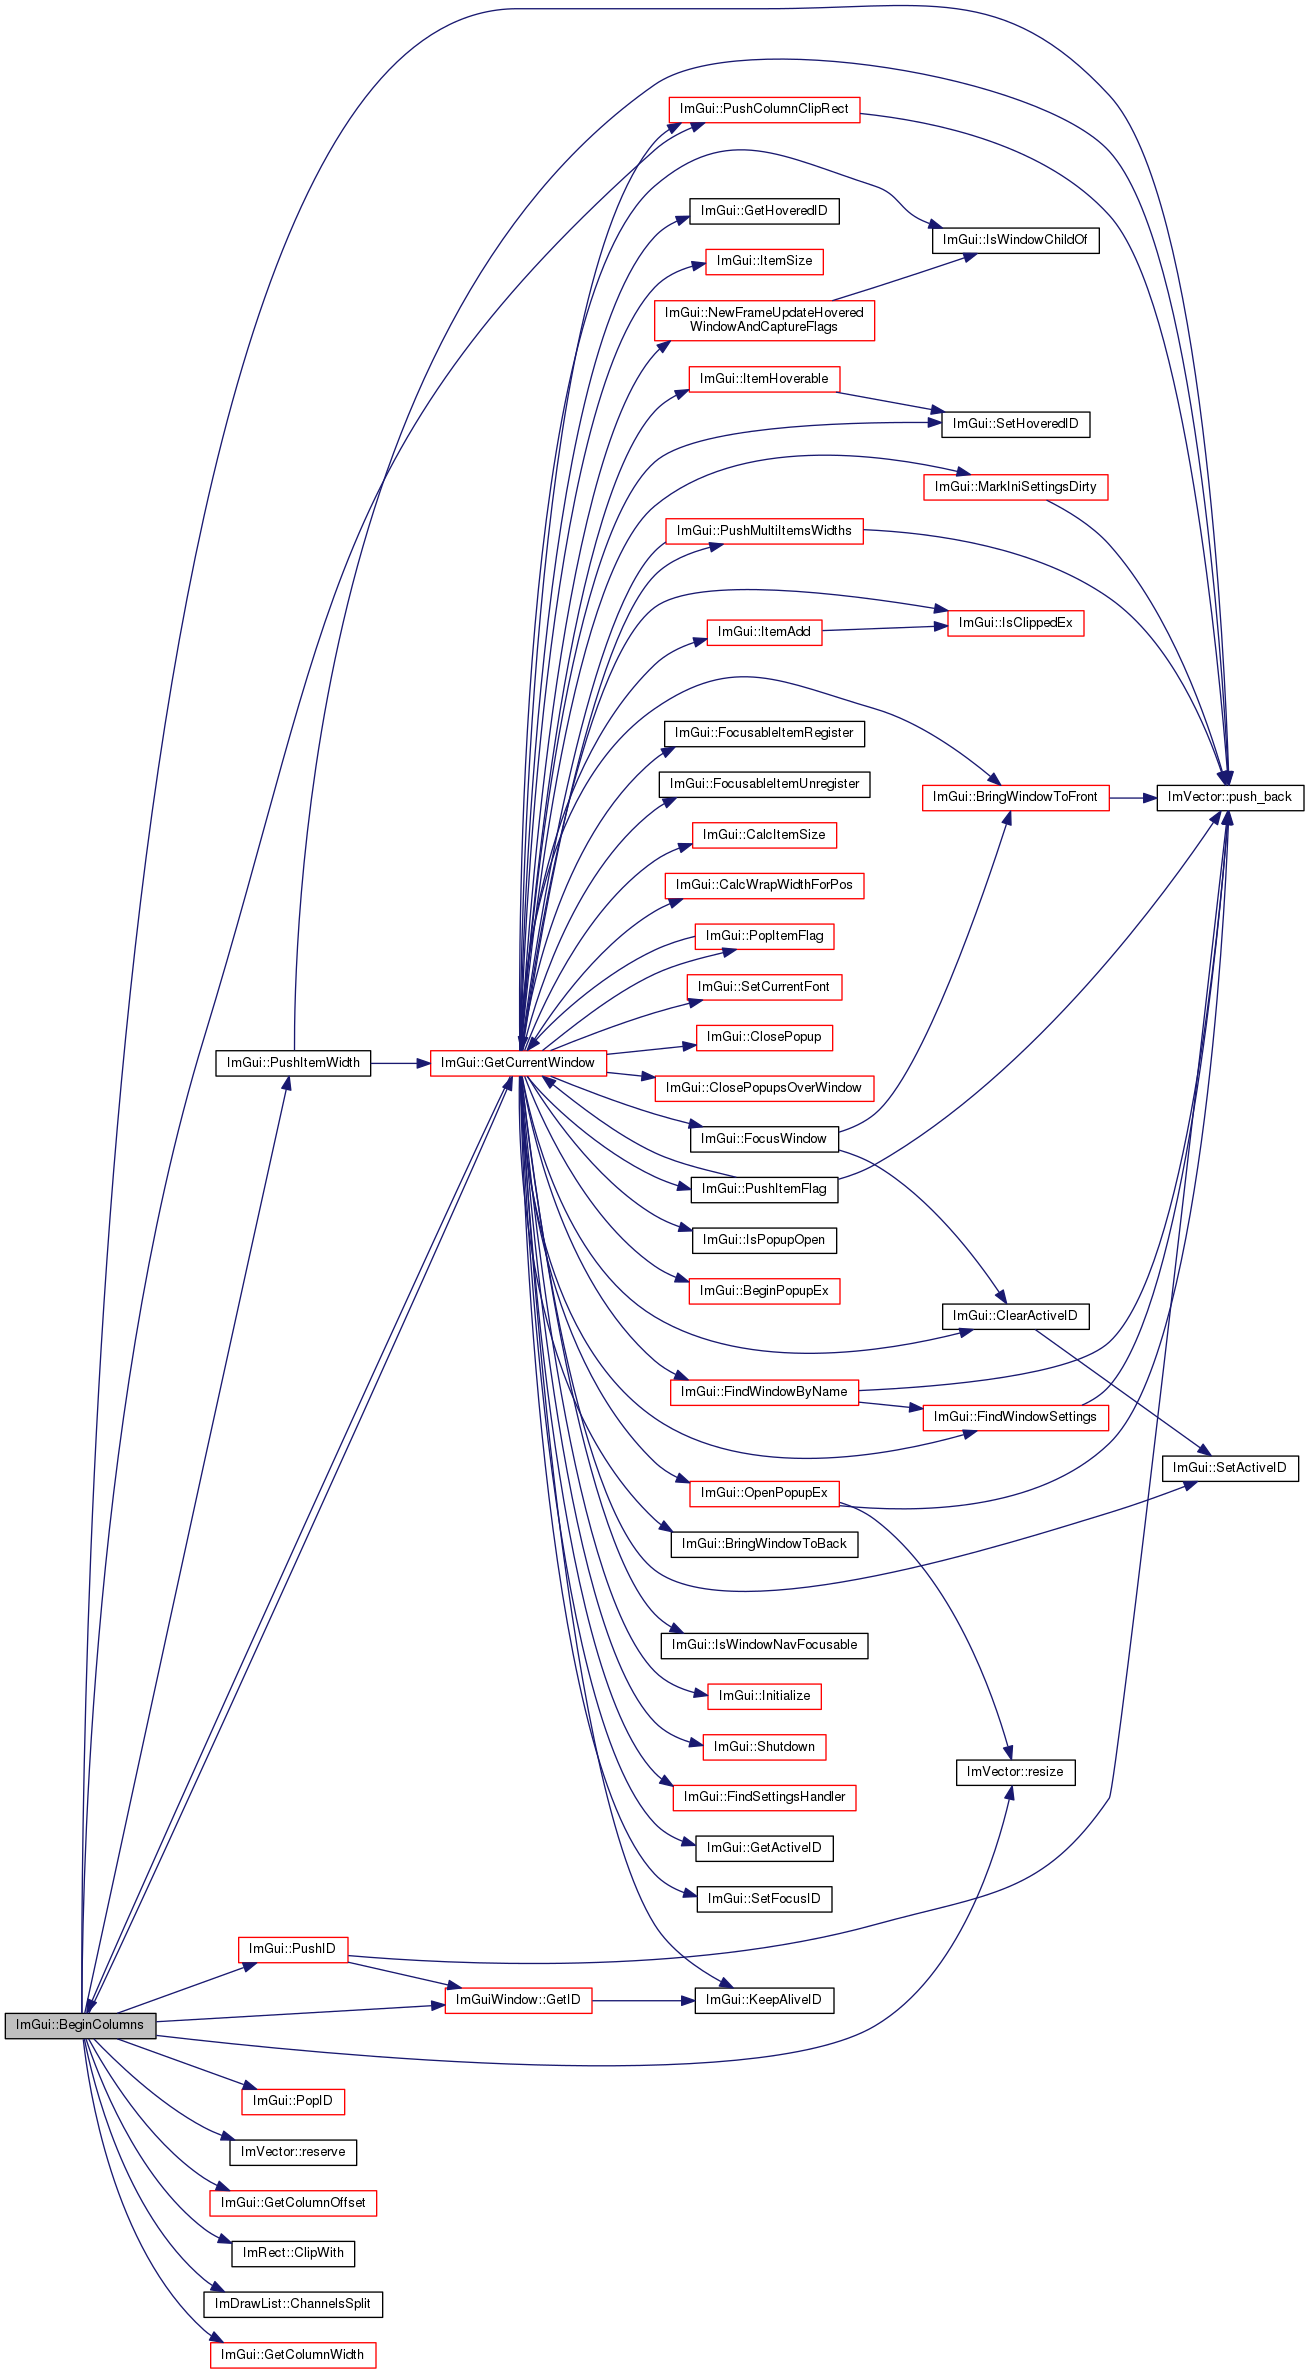 ImGui::PushColumnClipRect
ImGui::GetHoveredID
ImGui::IsWindowChildOf
ImGui::ItemSize
ImGui::NewFrameUpdateHovered
WindowAndCaptureFlags
ImGui::ItemHoverable
ImGui::SetHoveredID
ImGui::MarkIniSettingsDirty
ImGui::PushMultiItemsWidths
ImGui::IsClippedEx
ImGui::ItemAdd
ImGui::FocusableItemRegister
ImGui::FocusableItemUnregister
ImGui::BringWindowToFront
ImVector::push_back
ImGui::CalcItemSize
ImGui::CalcWrapWidthForPos
ImGui::PopItemFlag
ImGui::SetCurrentFont
ImGui::ClosePopup
ImGui::PushItemWidth
ImGui::GetCurrentWindow
ImGui::ClosePopupsOverWindow
ImGui::FocusWindow
ImGui::PushItemFlag
ImGui::IsPopupOpen
ImGui::BeginPopupEx
ImGui::ClearActiveID
ImGui::FindWindowByName
ImGui::FindWindowSettings
ImGui::SetActiveID
ImGui::OpenPopupEx
ImGui::BringWindowToBack
ImGui::IsWindowNavFocusable
ImGui::Initialize
ImGui::Shutdown
ImVector::resize
ImGui::FindSettingsHandler
ImGui::GetActiveID
ImGui::SetFocusID
ImGui::PushID
ImGuiWindow::GetID
ImGui::KeepAliveID
ImGui::BeginColumns
ImGui::PopID
ImVector::reserve
ImGui::GetColumnOffset
ImRect::ClipWith
ImDrawList::ChannelsSplit
ImGui::GetColumnWidth